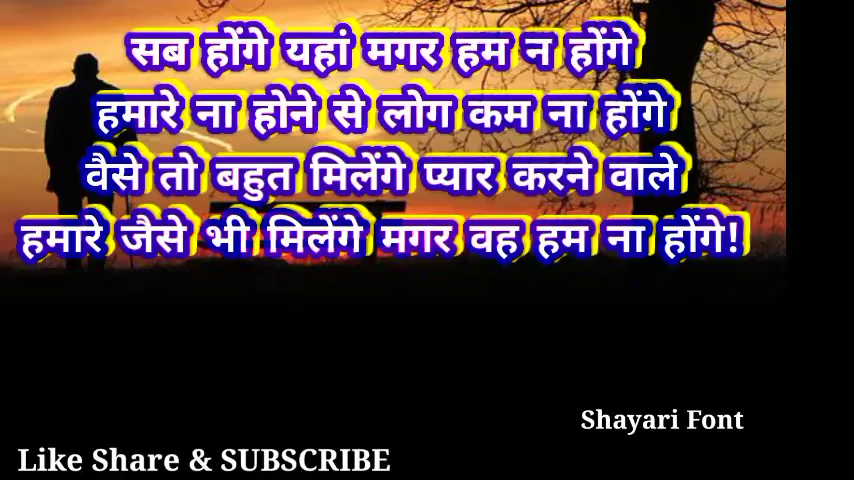 सब होंगे यहां मगर हम न होंगे
हमारे ना होने से लोग कम ना होंगे
वैसे तो बहुत मिलेंगे प्यार करने वाले
हमारे जैसे भी मिलेंगे मगर वह हम ना होंगे!
Shayari Font
Like Share & SUBSCRIBE